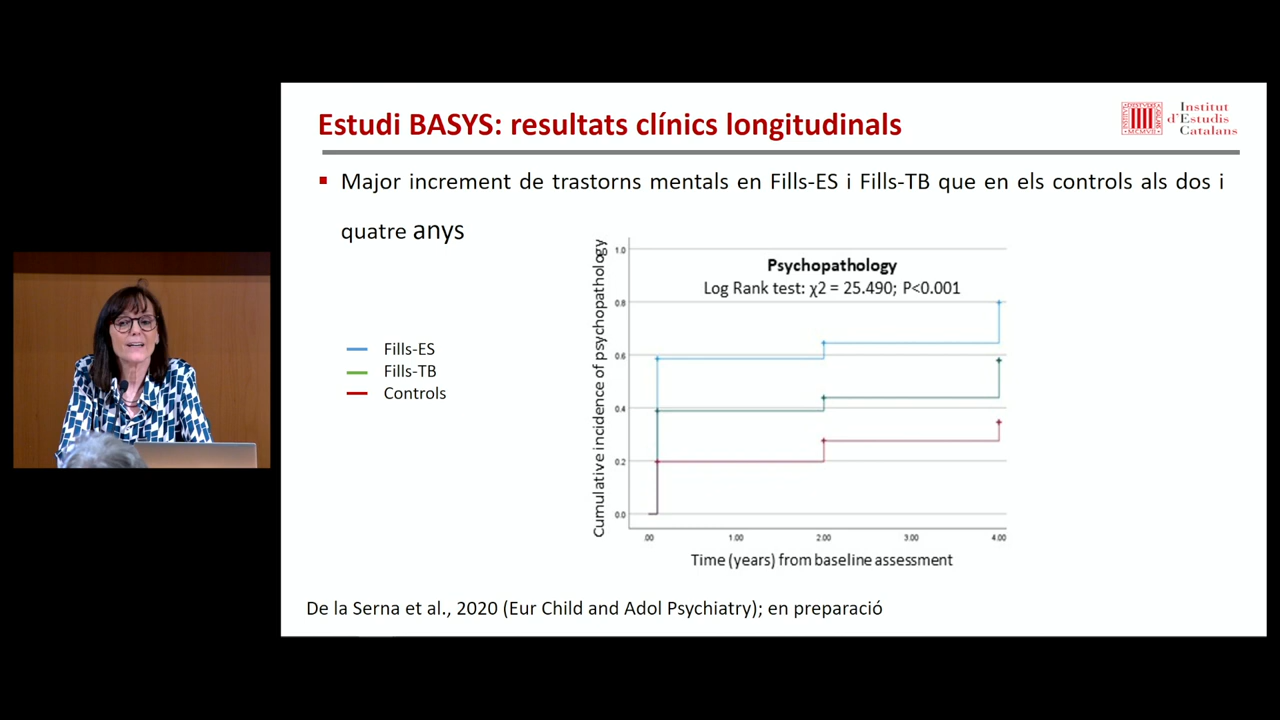 Estudi BASYS: resultats clínics longitudinals
Institut
d'Estudis
Catalans
Major increment de trastorns mentals en Fills-ES i Fills-TB que en els controls als dos i
quatre anys
Fills-ES
Fills-TB
Controls
Cumulative incidence of psychopathology
Psychopathology
Log Rank test: χ2 = 25.490; P<0.001
1.0
0.8
0.6
0.4
0.2
0.0
.00 1.00 2.00 3.00 4.00
Time (years) from baseline assessment
De la Serna et al., 2020 (Eur Child and Adol Psychiatry); en preparació